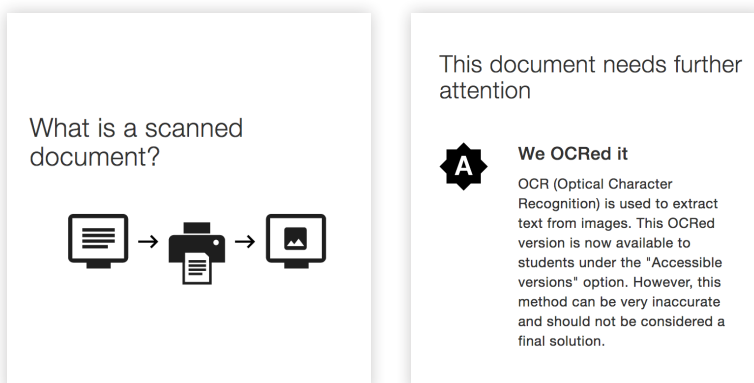 What is a scanned
document?
This document needs further
attention
A
We OCRed it
OCR (Optical Character
Recognition) is used to extract
text from images. This OCRed
version is now available to
students under the "Accessible
versions" option. However, this
method can be very inaccurate
and should not be considered a
final solution.